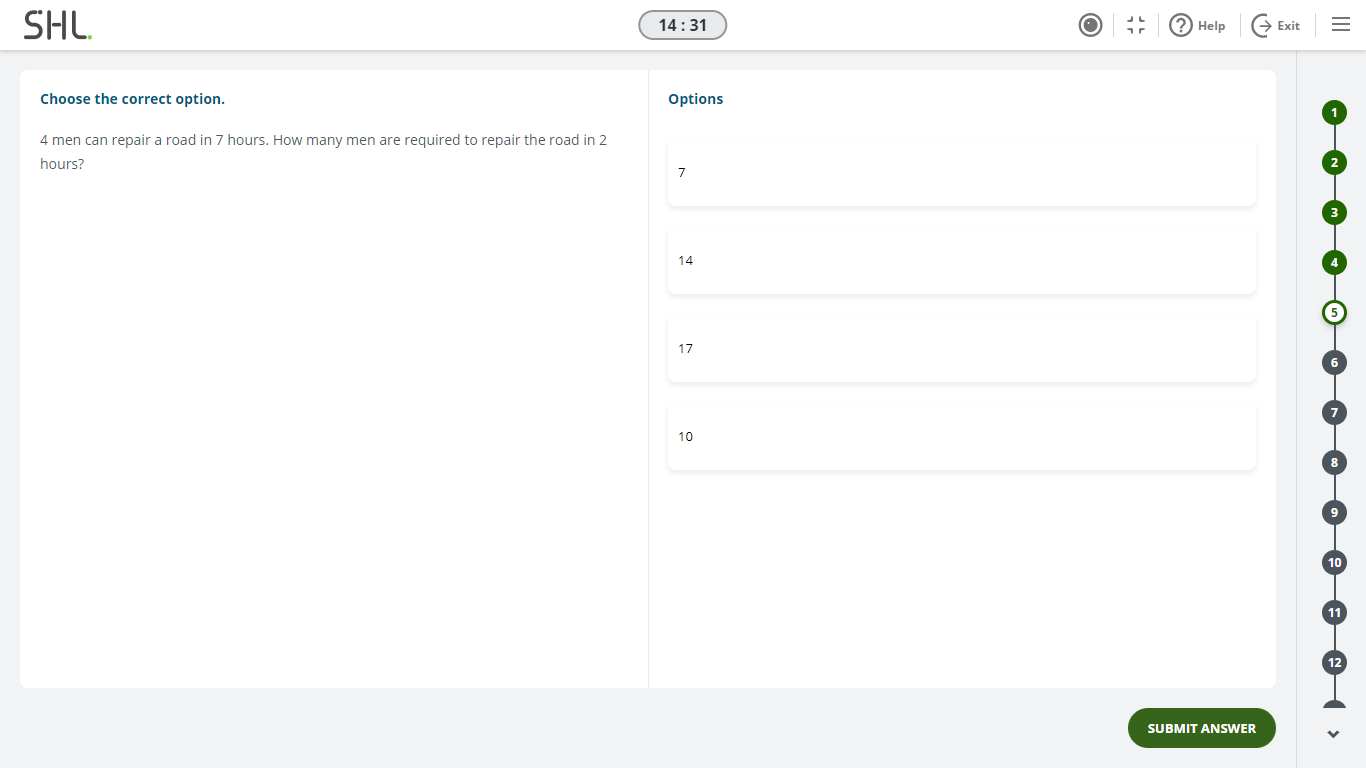 SHL.
14 : 31
Help
Exit
Choose the correct option.
4 men can repair a road in 7 hours. How many men are required to repair the road in 2
hours?
Options
7
14
17
10
1
2
3
4
5
6
7
8
9
10
11
12
SUBMIT ANSWER